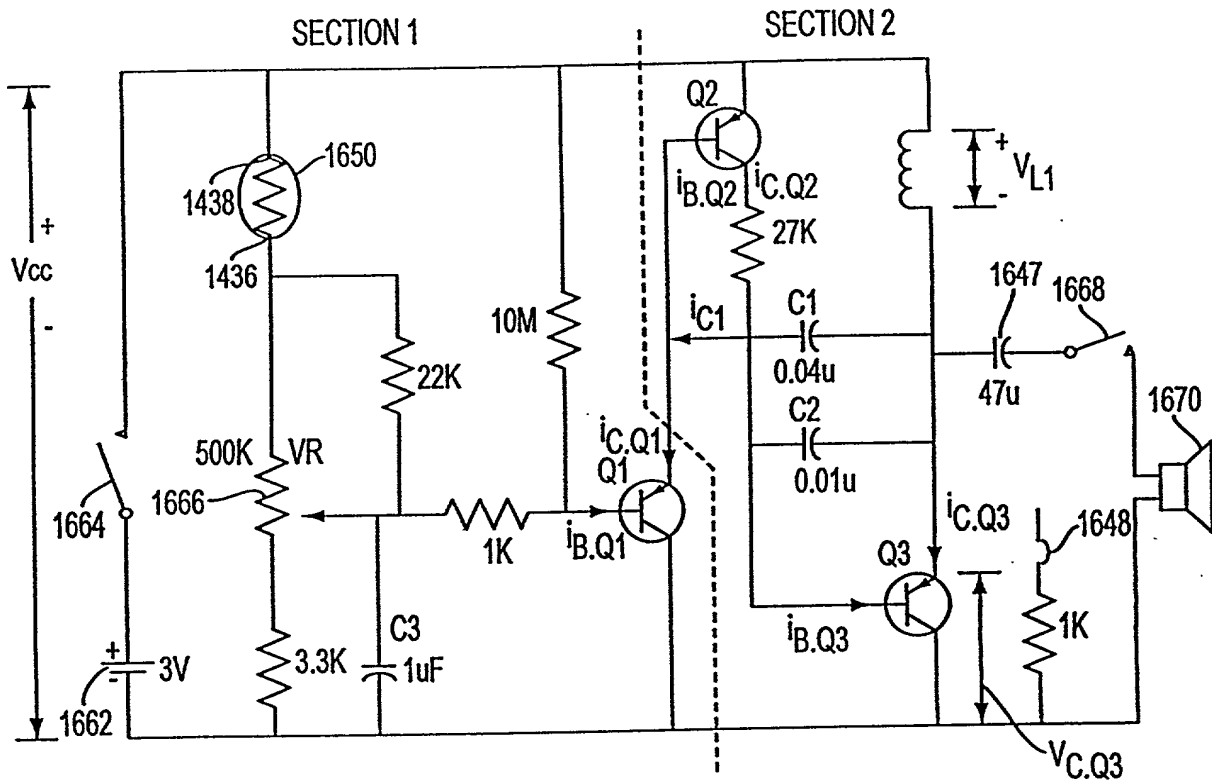 SECTION 1
SECTION 2
Q2
1650
1438
+
VL1
-
iB.Q2
iC.Q2
+
Vcc
-
1436
27K
1647
1668
10M
iC1
C1
0.04u
22K
47u
C2
0.01u
1670
500K
VR
1666
iC.Q1
Q1
1664
iC.Q3
1648
1K
iB.Q1
Q3
C3
1uF
1K
iB.Q3
+
-
3V
3.3K
1662
VC.Q3